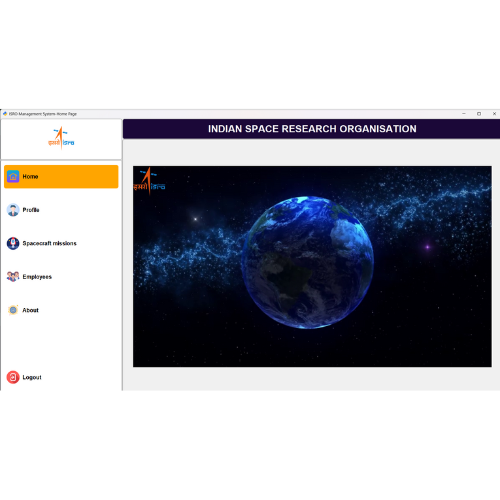 ISRO Management System-Home Page
INDIAN SPACE RESEARCH ORGANISATION
इसरो isro
इसरो isro
Home
Profile
Spacecraft missions
Employees
About
Logout